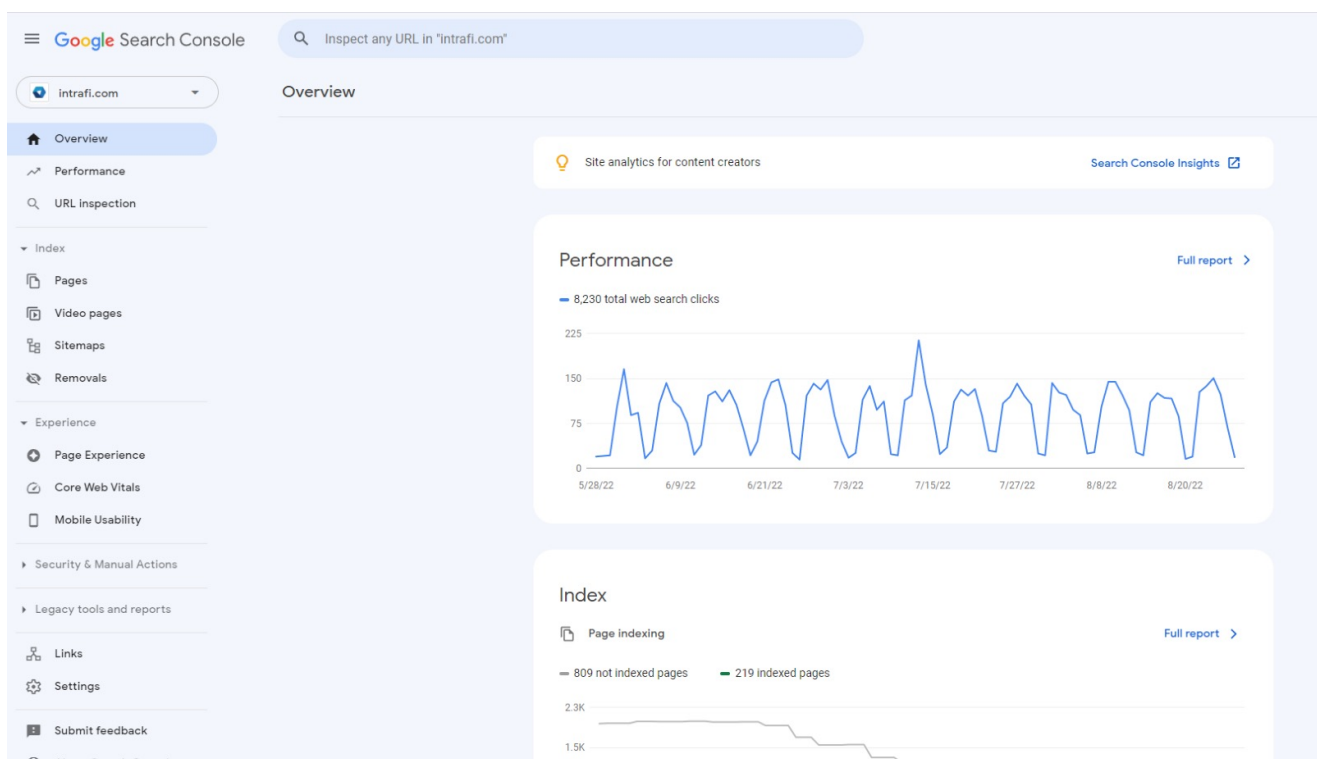 Google Search Console
Inspect any URL in "intrafi.com"
intrafi.com
Overview
Overview
Performance
URL inspection
Index
Pages
Video pages
Sitemaps
Removals
Experience
Page Experience
Core Web Vitals
Mobile Usability
Security & Manual Actions
Legacy tools and reports
Links
Settings
Submit feedback
Site analytics for content creators
Search Console Insights
Performance
Full report
8,230 total web search clicks
225
150
75
0
5/28/22 6/9/22 6/21/22 7/3/22 7/15/22 7/27/22 8/8/22 8/20/22
Index
Page indexing
Full report
809 not indexed pages 219 indexed pages
2.3K
1.5K